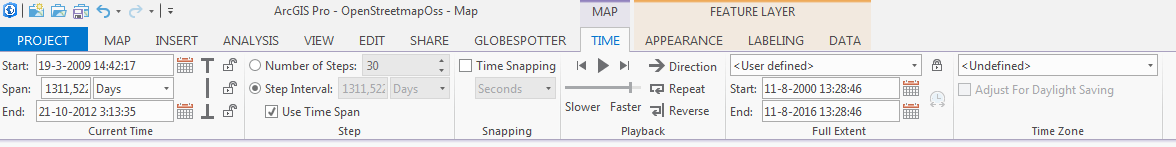 ArcGIS Pro - OpenStreetmapOss - Map
MAP
FEATURE LAYER
PROJECT MAP INSERT ANALYSIS VIEW EDIT SHARE GLOBESPOTTER TIME APPEARANCE LABELING DATA
Start: 19-3-2009 14:42:17 Number of Steps: 30 Time Snapping Direction <User defined> <Undefined>
Span: 1311,522 Days Step Interval: 1311,522 Days Seconds Repeat Start: 11-8-2000 13:28:46 Adjust For Daylight Saving
End: 21-10-2012 3:13:35 Use Time Span Slower Faster Reverse End: 11-8-2016 13:28:46
Current Time Step Snapping Playback Full Extent Time Zone